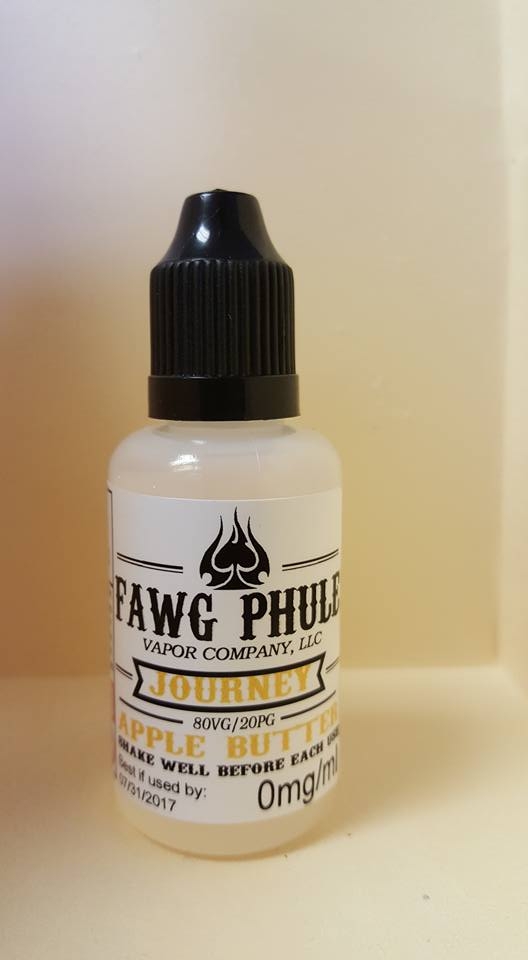 FAWG PHULE
VAPOR COMPANY, LLC
JOURNEY
80VG/20PG
APPLE BUTTER
SHAKE WELL BEFORE EACH USE
Best if used by:
07/31/2017
0mg/ml